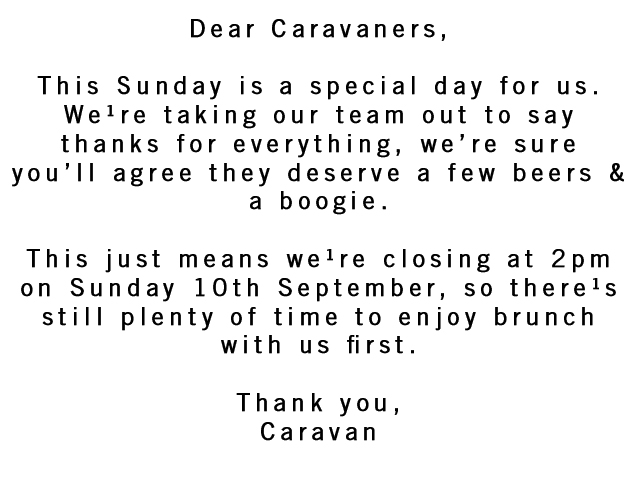 Dear Caravaners,
This Sunday is a special day for us.
We¹re taking our team out to say
thanks for everything, we’re sure
you’ll agree they deserve a few beers &
a boogie.
This just means we¹re closing at 2pm
on Sunday 10th September, so there¹s
still plenty of time to enjoy brunch
with us first.
Thank you,
Caravan